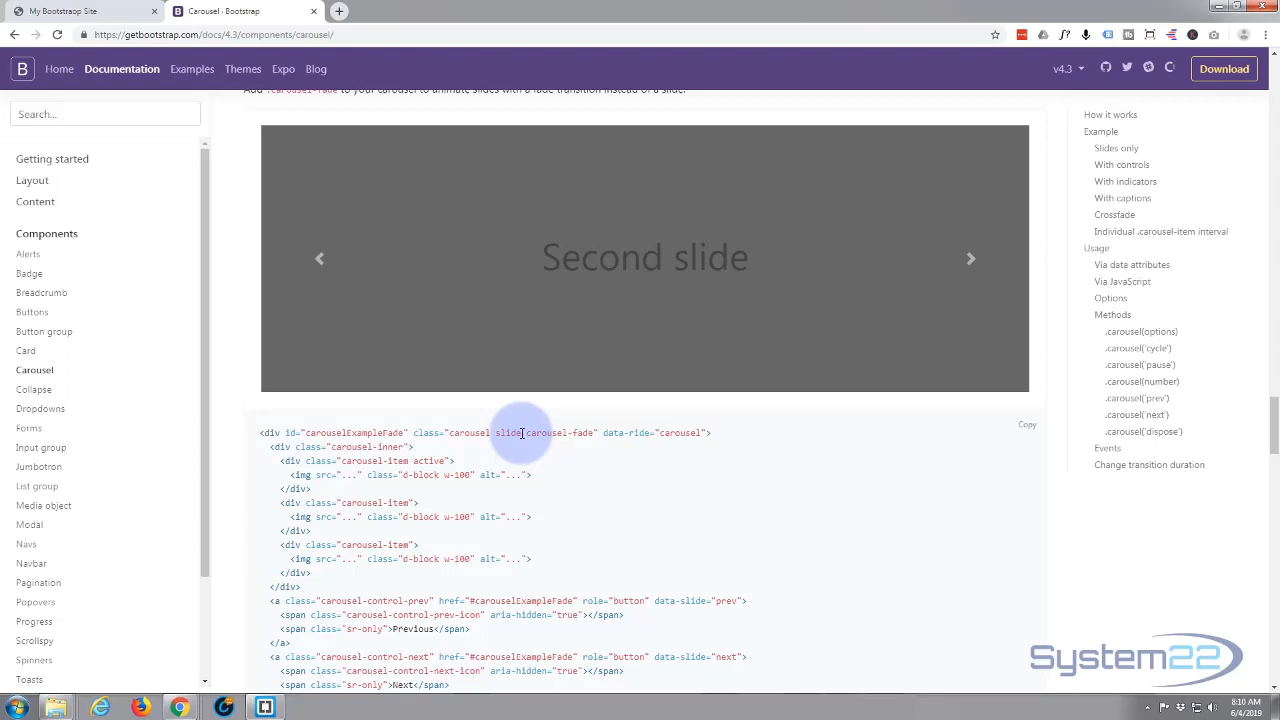 My Bootstraop Site
Carousel · Bootstrap
https://getbootstrap.com/docs/4.3/components/carousel/
B
Home
Documentation
Examples
Themes
Expo
Blog
v4.3
Download
Search...
Getting started
Layout
Content
Components
Alerts
Badge
Breadcrumb
Buttons
Button group
Card
Carousel
Collapse
Dropdowns
Forms
Input group
Jumbotron
List group
Media object
Modal
Navs
Navbar
Pagination
Popovers
Progress
Scrollspy
Spinners
Toasts
Add .carousel-fade to your carousel to animate slides with a fade transition instead of a slide.
Second slide
Copy
<div id="carouselExampleFade" class="carousel slide carousel-fade" data-ride="carousel">
<div class="carousel-inner">
<div class="carousel-item active">
<img src="..." class="d-block w-100" alt="...">
</div>
<div class="carousel-item">
<img src="..." class="d-block w-100" alt="...">
</div>
<div class="carousel-item">
<img src="..." class="d-block w-100" alt="...">
</div>
</div>
<a class="carousel-control-prev" href="#carouselExampleFade" role="button" data-slide="prev">
<span class="carousel-control-prev-icon" aria-hidden="true"></span>
<span class="sr-only">Previous</span>
</a>
<a class="carousel-control-next" href="#carouselExampleFade" role="button" data-slide="next">
<span class="carousel-control-next-icon" aria-hidden="true"></span>
<span class="sr-only">Next</span>
How it works
Example
Slides only
With controls
With indicators
With captions
Crossfade
Individual .carousel-item interval
Usage
Via data attributes
Via JavaScript
Options
Methods
.carousel(options)
.carousel('cycle')
.carousel('pause')
.carousel(number)
.carousel('prev')
.carousel('next')
.carousel('dispose')
Events
Change transition duration
System22
8:10 AM
6/4/2019